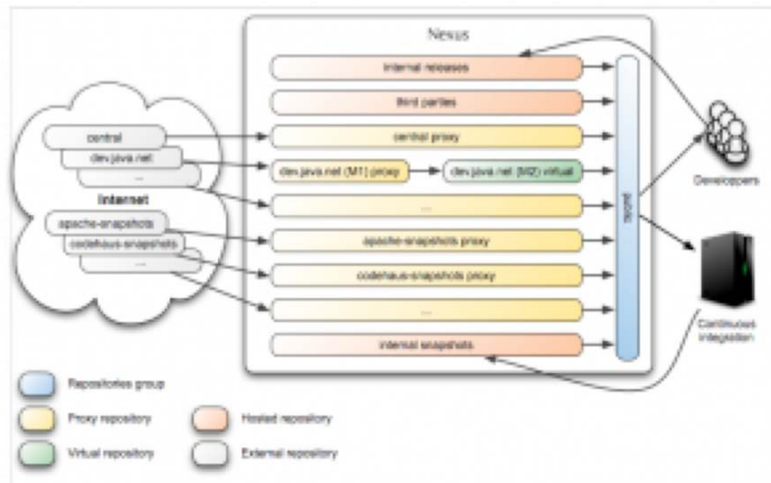 Nexus
internal releases
third parties
central
central proxy
dev.java.net
dev.java.net (M1) proxy
dev.java.net (M2) virtual
...
...
Internet
apache-snapshots
apache-snapshots proxy
codehaus-snapshots
codehaus-snapshots proxy
...
...
internal snapshots
public
Developpers
Continuous
integration
Repositories group
Proxy repository
Hosted repository
Virtual repository
External repository